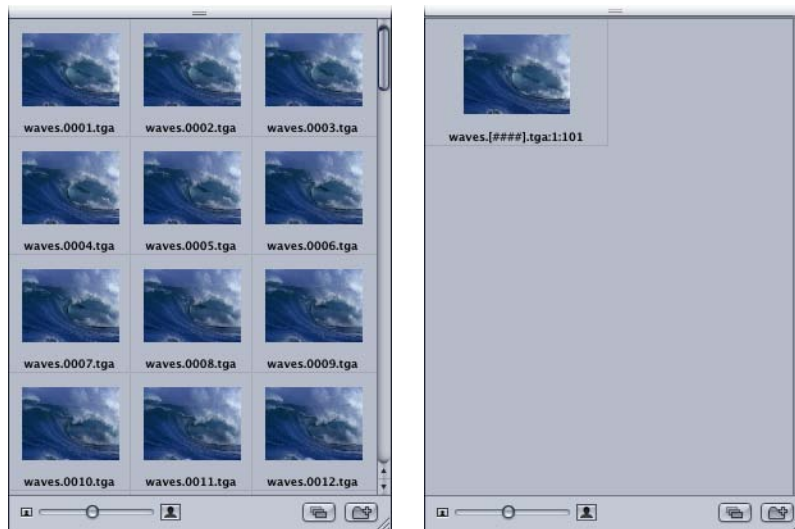 waves.0001.tga waves.0002.tga waves.0003.tga
waves.0004.tga waves.0005.tga waves.0006.tga
waves.0007.tga waves.0008.tga waves.0009.tga
waves.0010.tga waves.0011.tga waves.0012.tga
waves.[####].tga:1:101